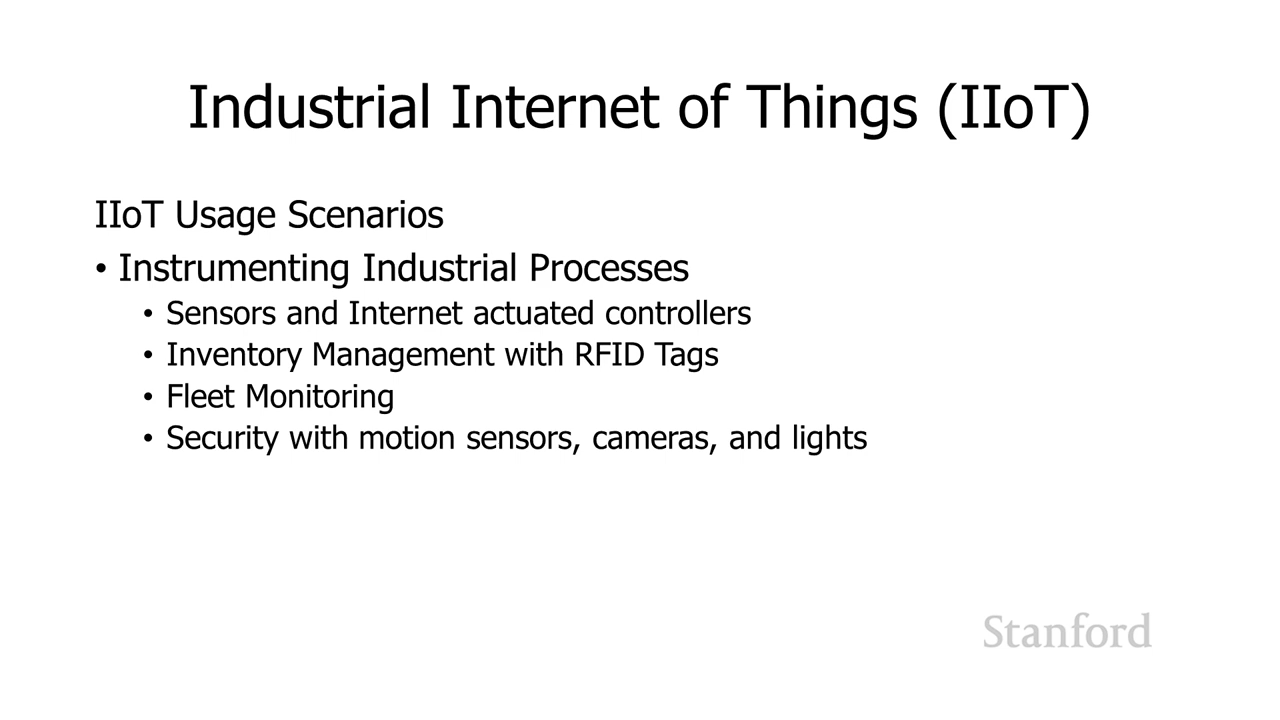 Industrial Internet of Things (IIoT)
IIoT Usage Scenarios
• Instrumenting Industrial Processes
• Sensors and Internet actuated controllers
• Inventory Management with RFID Tags
• Fleet Monitoring
• Security with motion sensors, cameras, and lights
Stanford